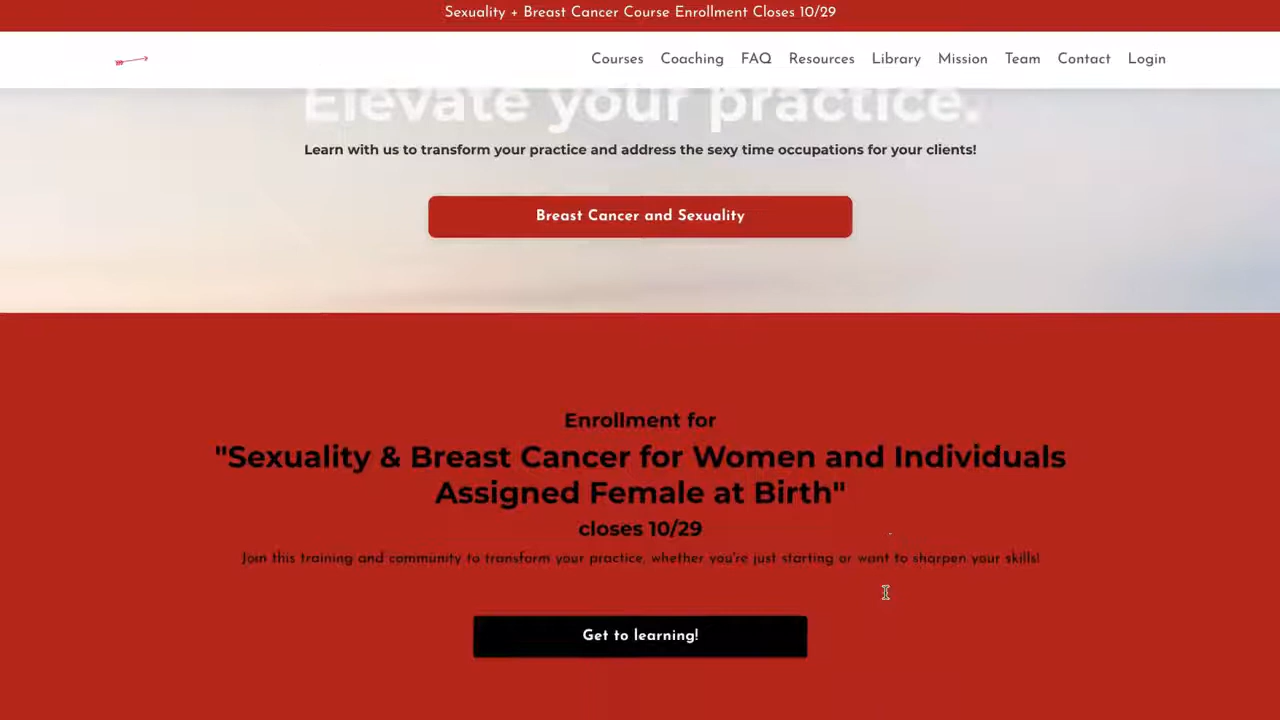 Sexuality + Breast Cancer Course Enrollment Closes 10/29
Courses Coaching FAQ Resources Library Mission Team Contact Login
Elevate your practice.
Learn with us to transform your practice and address the sexy time occupations for your clients!
Breast Cancer and Sexuality
Enrollment for
"Sexuality & Breast Cancer for Women and Individuals
Assigned Female at Birth"
closes 10/29
Join this training and community to transform your practice, whether you're just starting or want to sharpen your skills!
Get to learning!